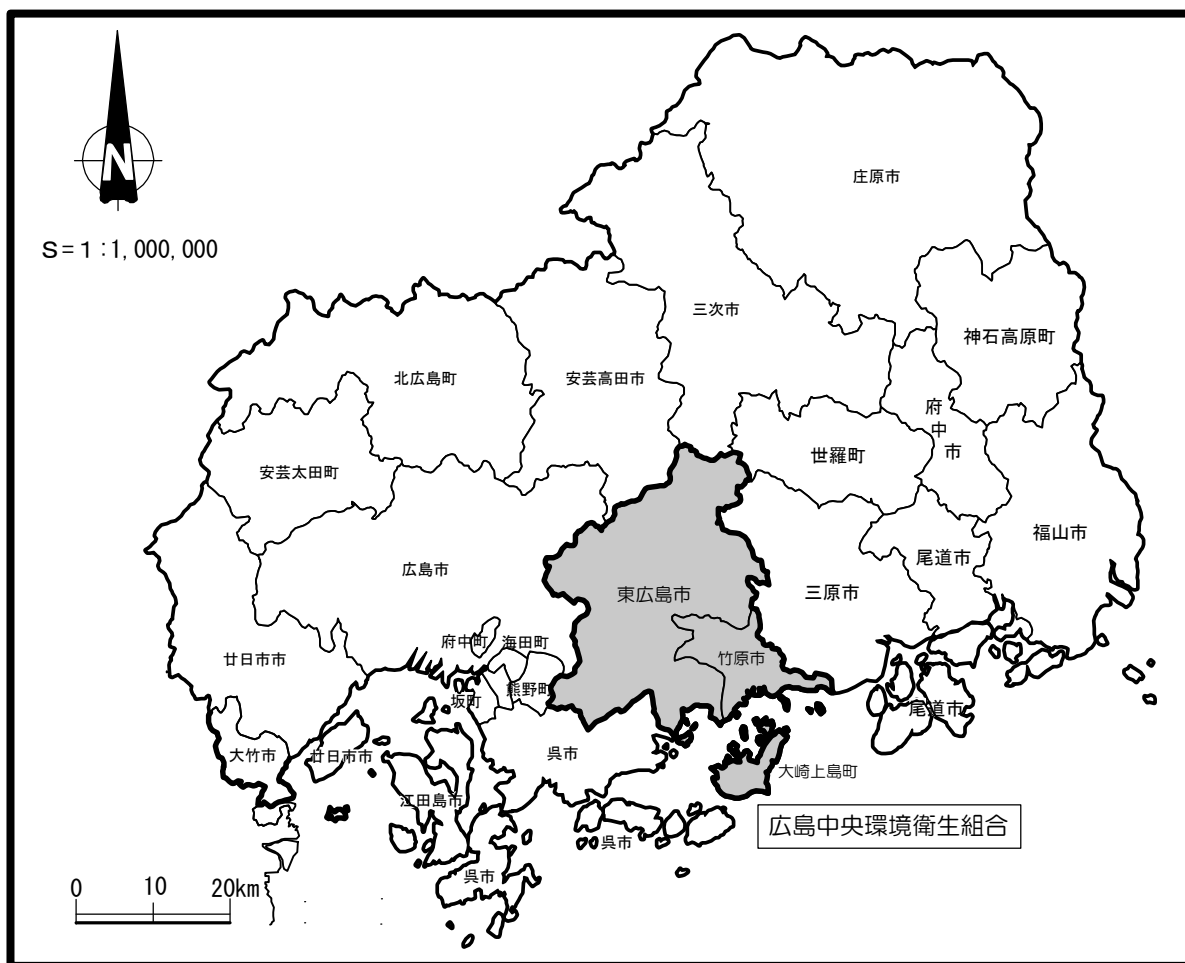 N
S=1:1,000,000
庄原市
三次市
神石高原町
北広島町
安芸高田市
府中市
世羅町
安芸太田町
福山市
尾道市
広島市
東広島市
三原市
府中町
海田町
竹原市
廿日市市
熊野町
坂町
尾道市
大竹市
廿日市市
呉市
大崎上島町
江田島市
広島中央環境衛生組合
呉市
呉市
0 10 20km